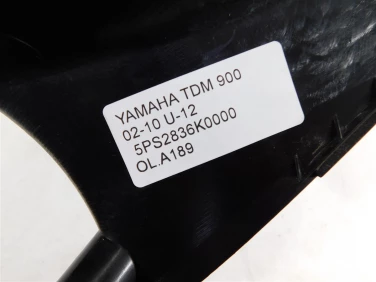 YAMAHA TDM 900
02-10 U-12
5PS2836K0000
OL.A189